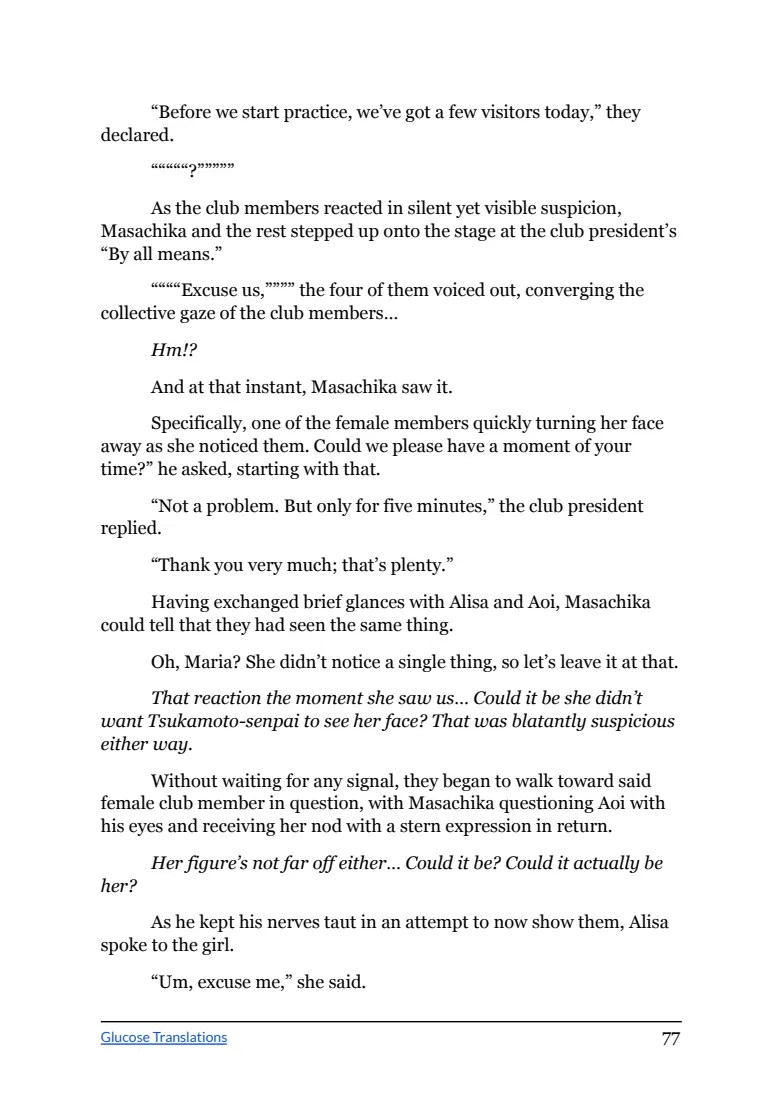 “Before we start practice, we’ve got a few visitors today,” they
declared.
“““““?”””””
As the club members reacted in silent yet visible suspicion,
Masachika and the rest stepped up onto the stage at the club president’s
“By all means.”
““““Excuse us,”””” the four of them voiced out, converging the
collective gaze of the club members…
Hm!?
And at that instant, Masachika saw it.
Specifically, one of the female members quickly turning her face
away as she noticed them. Could we please have a moment of your
time?” he asked, starting with that.
“Not a problem. But only for five minutes,” the club president
replied.
“Thank you very much; that’s plenty.”
Having exchanged brief glances with Alisa and Aoi, Masachika
could tell that they had seen the same thing.
Oh, Maria? She didn’t notice a single thing, so let’s leave it at that.
That reaction the moment she saw us… Could it be she didn’t
want Tsukamoto-senpai to see her face? That was blatantly suspicious
either way.
Without waiting for any signal, they began to walk toward said
female club member in question, with Masachika questioning Aoi with
his eyes and receiving her nod with a stern expression in return.
Her figure’s not far off either… Could it be? Could it actually be
her?
As he kept his nerves taut in an attempt to now show them, Alisa
spoke to the girl.
“Um, excuse me,” she said.
Glucose Translations 77